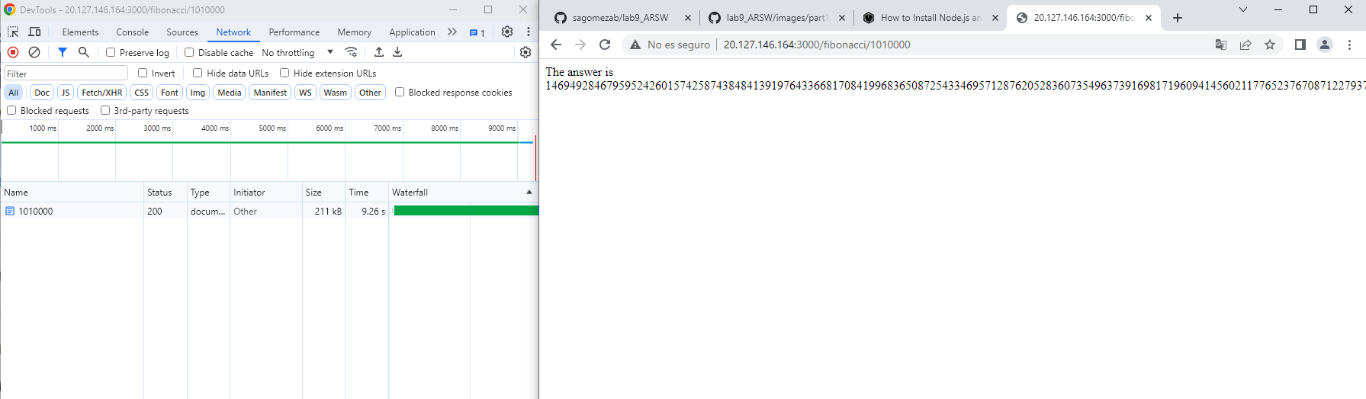 DevTools - 20.127.146.164:3000/fibonacci/1010000
Elements Console Sources Network Performance Memory Application 1
Preserve log Disable cache No throttling
Filter Invert Hide data URLs Hide extension URLs
All Doc JS Fetch/XHR CSS Font Img Media Manifest WS Wasm Other Blocked response cookies
Blocked requests 3rd-party requests
1000 ms 2000 ms 3000 ms 4000 ms 5000 ms 6000 ms 7000 ms 8000 ms 9000 ms
Name Status Type Initiator Size Time Waterfall
1010000 200 docum... Other 211 kB 9.26 s
sagomezab/lab9_ARSW lab9_ARSW/images/part1 How to Install Node.js an 20.127.146.164:3000/fibo
No es seguro 20.127.146.164:3000/fibonacci/1010000
The answer is